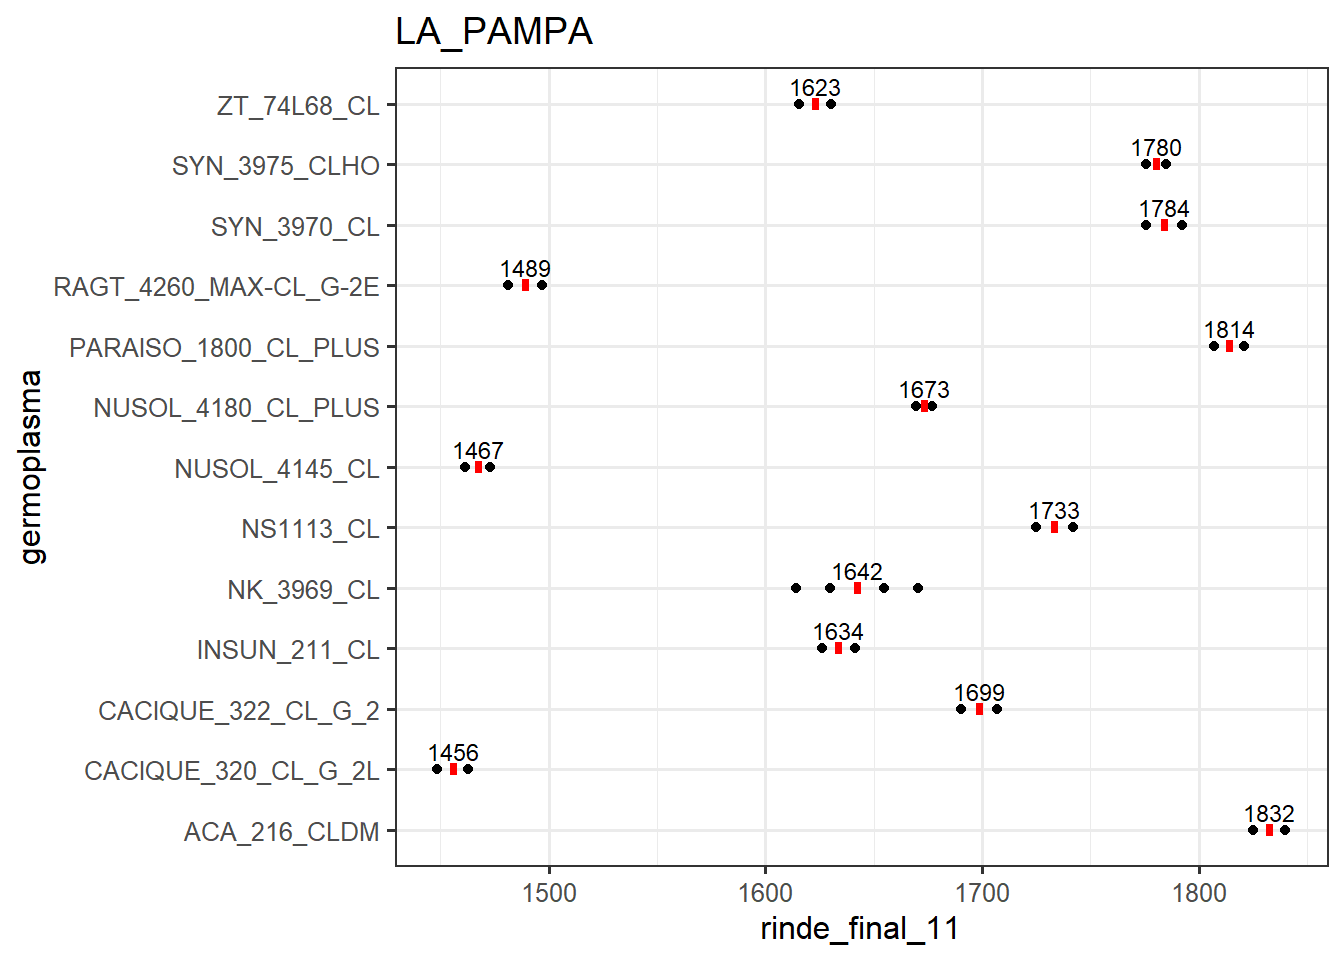 LA_PAMPA
germoplasma
ZT_74L68_CL
1623
SYN_3975_CLHO
1780
SYN_3970_CL
1784
RAGT_4260_MAX-CL_G-2E
1489
PARAISO_1800_CL_PLUS
1814
NUSOL_4180_CL_PLUS
1673
NUSOL_4145_CL
1467
NS1113_CL
1733
NK_3969_CL
1642
INSUN_211_CL
1634
CACIQUE_322_CL_G_2
1699
CACIQUE_320_CL_G_2L
1456
ACA_216_CLDM
1832
1500 1600 1700 1800
rinde_final_11